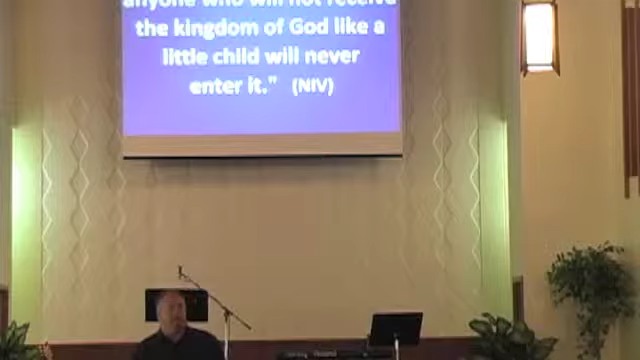 anyone who will not receive
the kingdom of God like a
little child will never
enter it." (NIV)